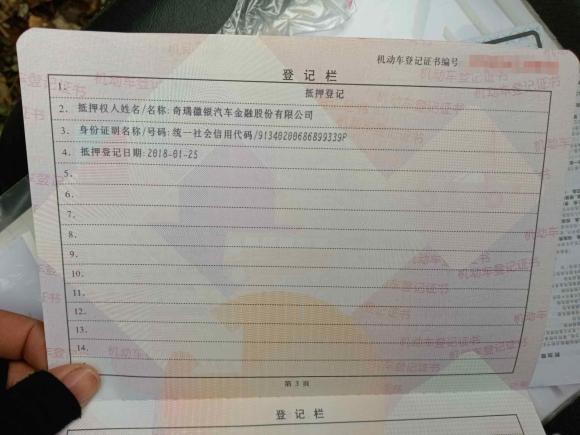 机动车登记证书编号
登记栏
1. 抵押登记
2. 抵押权人姓名/名称:奇瑞徽银汽车金融股份有限公司
3. 身份证明名称/号码:统一社会信用代码/91340200686899339P
4. 抵押登记日期:2018-01-25
5.
6.
7.
8.
9.
10.
11.
12.
13.
14.
第3页
登记栏